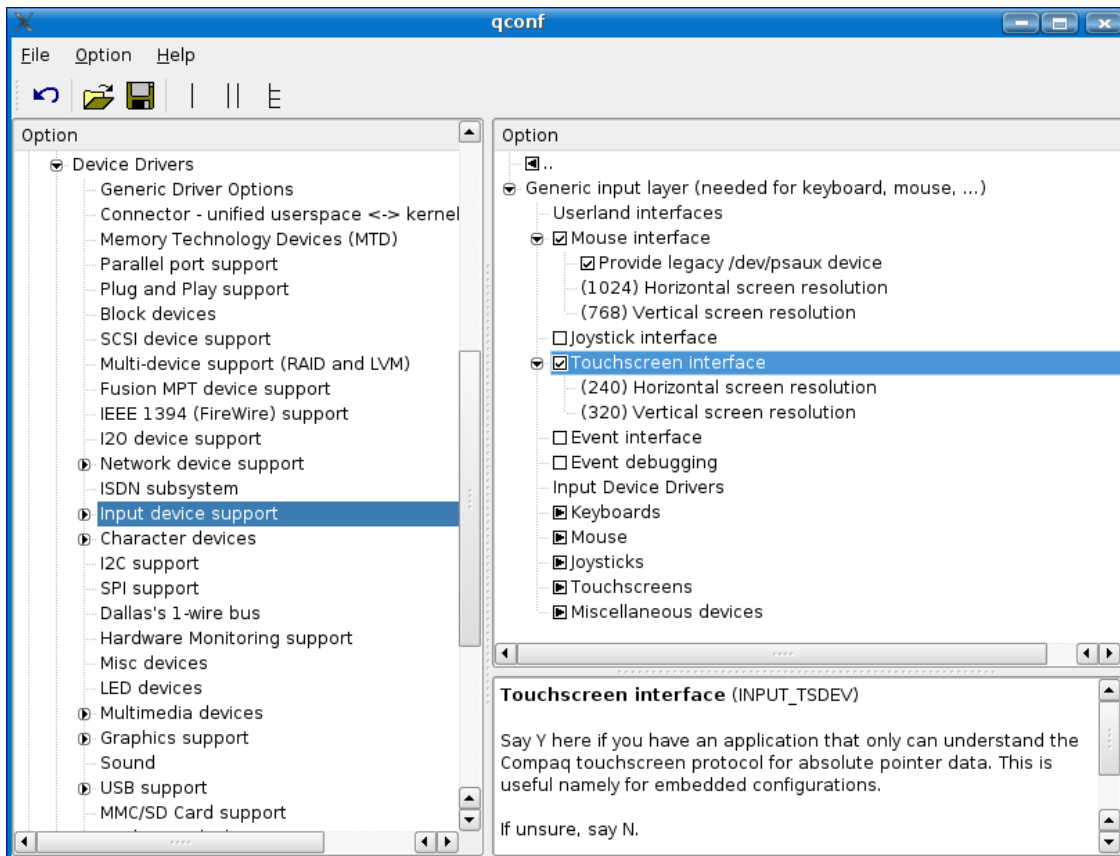 qconf
File Option Help
Option
Device Drivers
Generic Driver Options
Connector - unified userspace <-> kernel
Memory Technology Devices (MTD)
Parallel port support
Plug and Play support
Block devices
SCSI device support
Multi-device support (RAID and LVM)
Fusion MPT device support
IEEE 1394 (FireWire) support
I2O device support
Network device support
ISDN subsystem
Input device support
Character devices
I2C support
SPI support
Dallas's 1-wire bus
Hardware Monitoring support
Misc devices
LED devices
Multimedia devices
Graphics support
Sound
USB support
MMC/SD Card support
Option
..
Generic input layer (needed for keyboard, mouse, ...)
Userland interfaces
Mouse interface
Provide legacy /dev/psaux device
(1024) Horizontal screen resolution
(768) Vertical screen resolution
Joystick interface
Touchscreen interface
(240) Horizontal screen resolution
(320) Vertical screen resolution
Event interface
Event debugging
Input Device Drivers
Keyboards
Mouse
Joysticks
Touchscreens
Miscellaneous devices
Touchscreen interface (INPUT_TSDEV)
Say Y here if you have an application that only can understand the
Compaq touchscreen protocol for absolute pointer data. This is
useful namely for embedded configurations.
If unsure, say N.